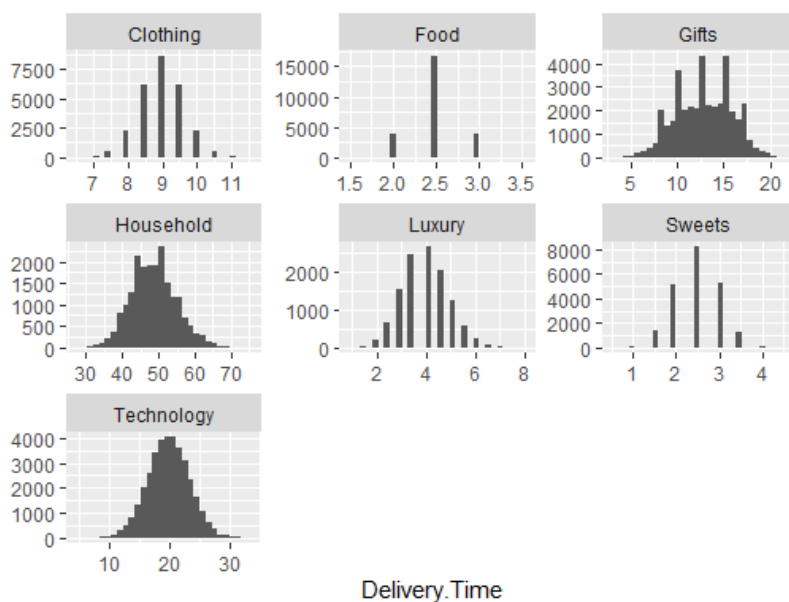 Clothing
7500
5000
2500
0
7 8 9 10 11
Food
15000
10000
5000
0
1.5 2.0 2.5 3.0 3.5
Gifts
4000
3000
2000
1000
0
5 10 15 20
Household
2000
1500
1000
500
0
30 40 50 60 70
Luxury
2000
1000
0
2 4 6 8
Sweets
8000
6000
4000
2000
0
1 2 3 4
Technology
4000
3000
2000
1000
0
10 20 30
Delivery.Time